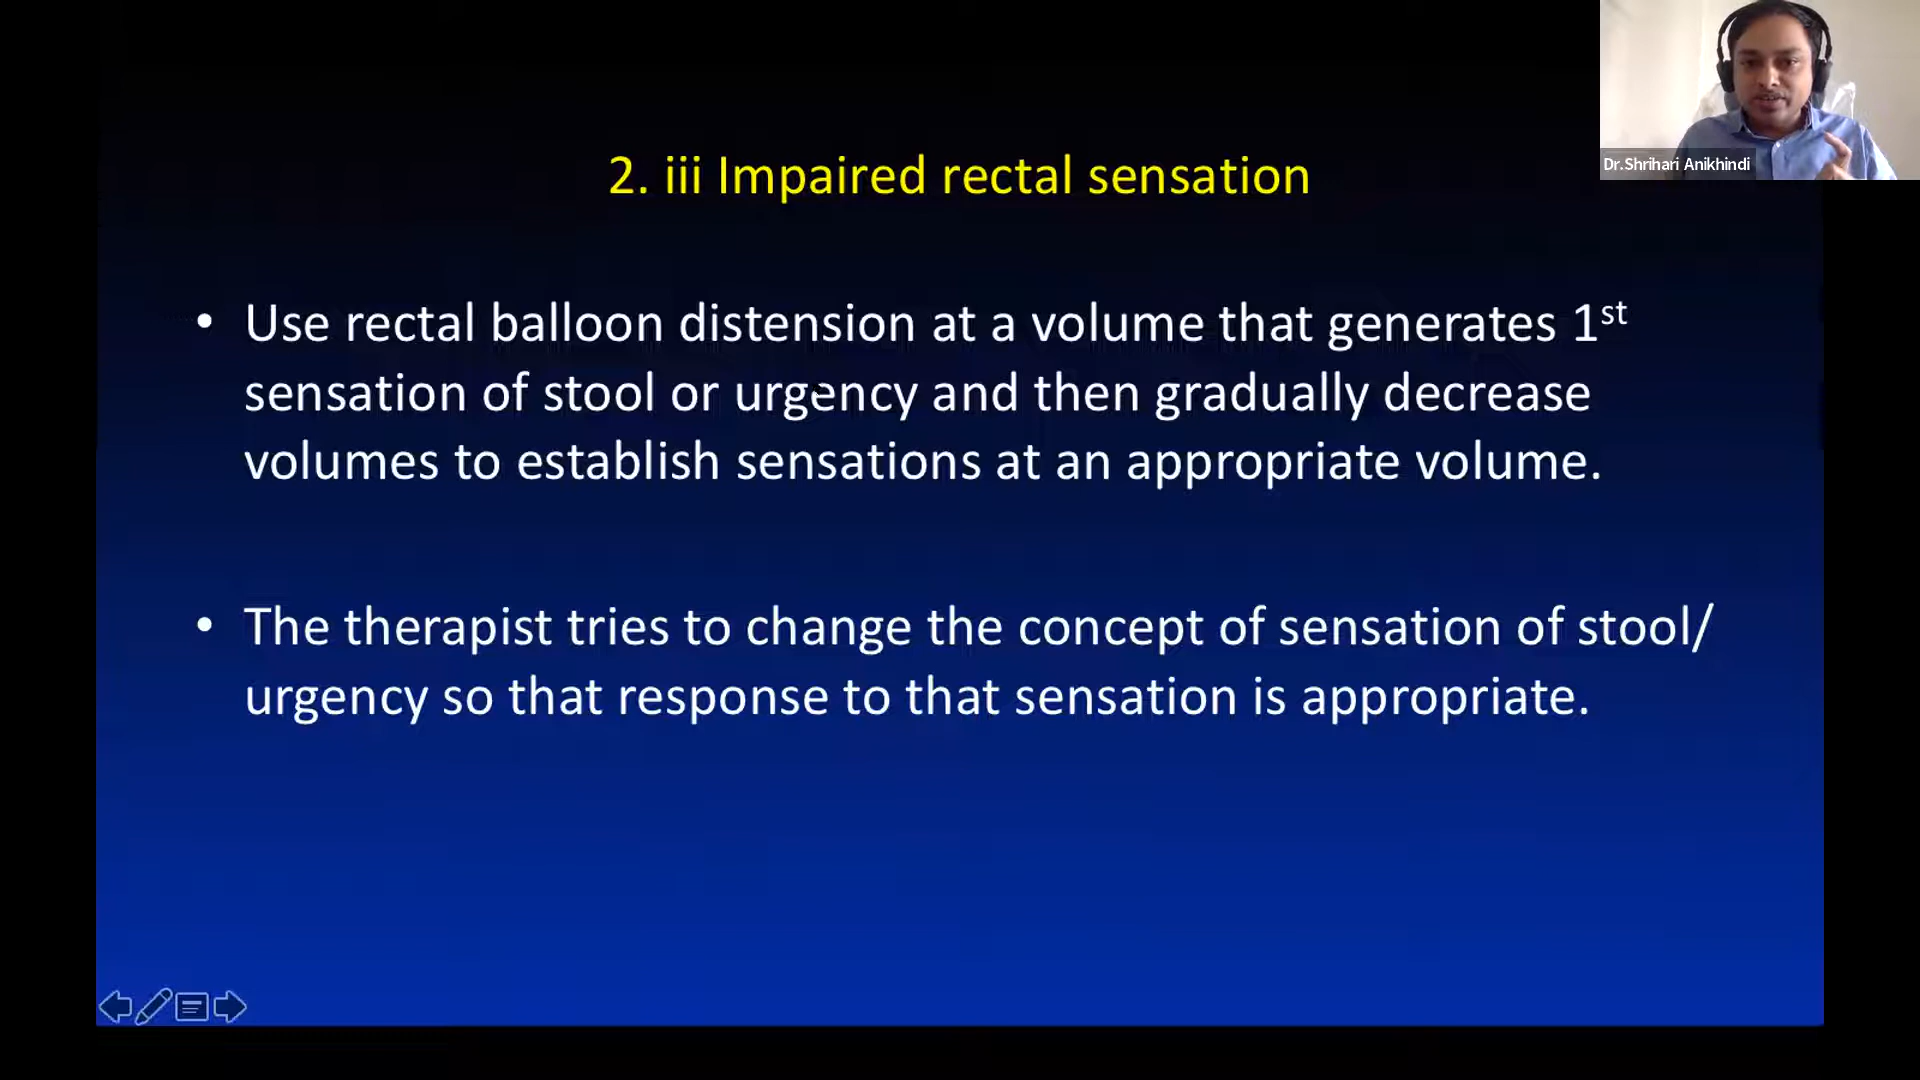 Dr.Shrihari Anikhindi
2. iii Impaired rectal sensation
• Use rectal balloon distension at a volume that generates 1st
sensation of stool or urgency and then gradually decrease
volumes to establish sensations at an appropriate volume.
• The therapist tries to change the concept of sensation of stool/
urgency so that response to that sensation is appropriate.